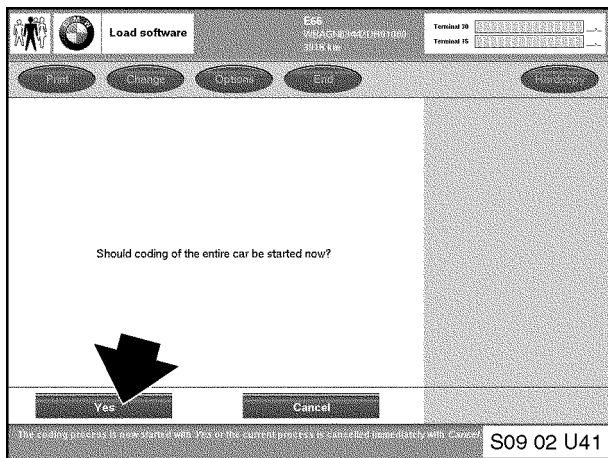 Load software
E66
3918 km
Terminal 30
Terminal 15
Print Change Options End Hardcopy
Should coding of the entire car be started now?
Yes Cancel
The coding process is now started with Yes or the current process is cancelled immediately with Cancel.
S09 02 U41